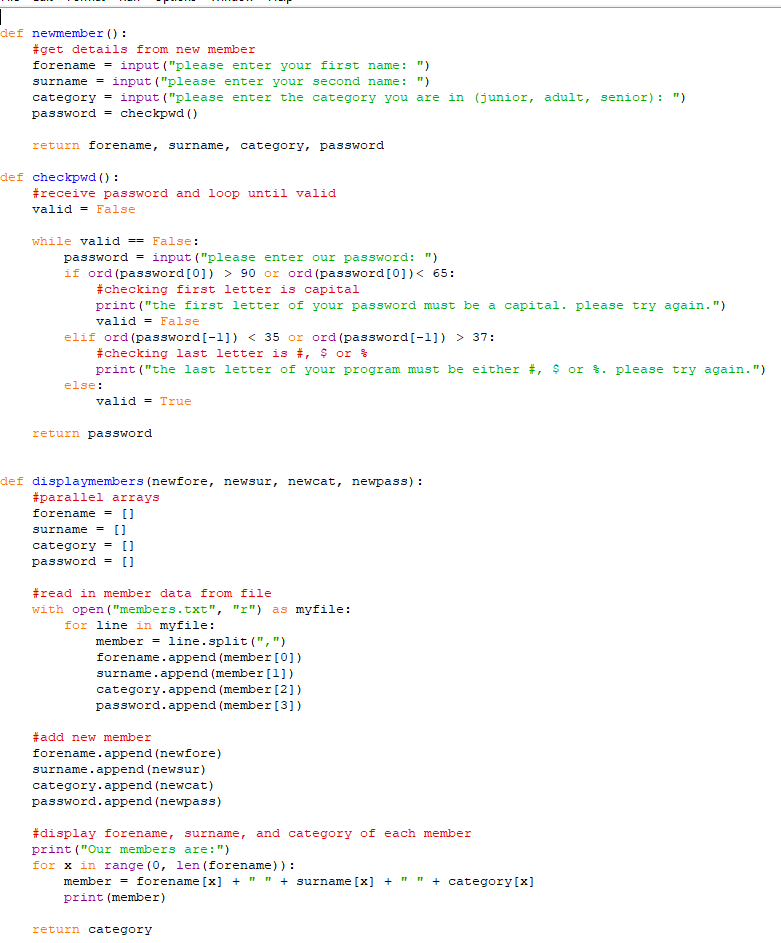 def newmember():
    #get details from new member
    forename = input("please enter your first name: ")
    surname = input("please enter your second name: ")
    category = input("please enter the category you are in (junior, adult, senior): ")
    password = checkpwd()

    return forename, surname, category, password

def checkpwd():
    #receive password and loop until valid
    valid = False

    while valid == False:
        password = input("please enter our password: ")
        if ord(password[0]) > 90 or ord(password[0])< 65:
            #checking first letter is capital
            print("the first letter of your password must be a capital. please try again.")
            valid = False
        elif ord(password[-1]) < 35 or ord(password[-1]) > 37:
            #checking last letter is #, $ or %
            print("the last letter of your program must be either #, $ or %. please try again.")
        else:
            valid = True

    return password


def displaymembers(newfore, newsur, newcat, newpass):
    #parallel arrays
    forename = []
    surname = []
    category = []
    password = []

    #read in member data from file
    with open("members.txt", "r") as myfile:
        for line in myfile:
            member = line.split(",")
            forename.append(member[0])
            surname.append(member[1])
            category.append(member[2])
            password.append(member[3])

    #add new member
    forename.append(newfore)
    surname.append(newsur)
    category.append(newcat)
    password.append(newpass)

    #display forename, surname, and category of each member
    print("Our members are:")
    for x in range(0, len(forename)):
        member = forename[x] + " " + surname[x] + " " + category[x]
        print(member)

    return category